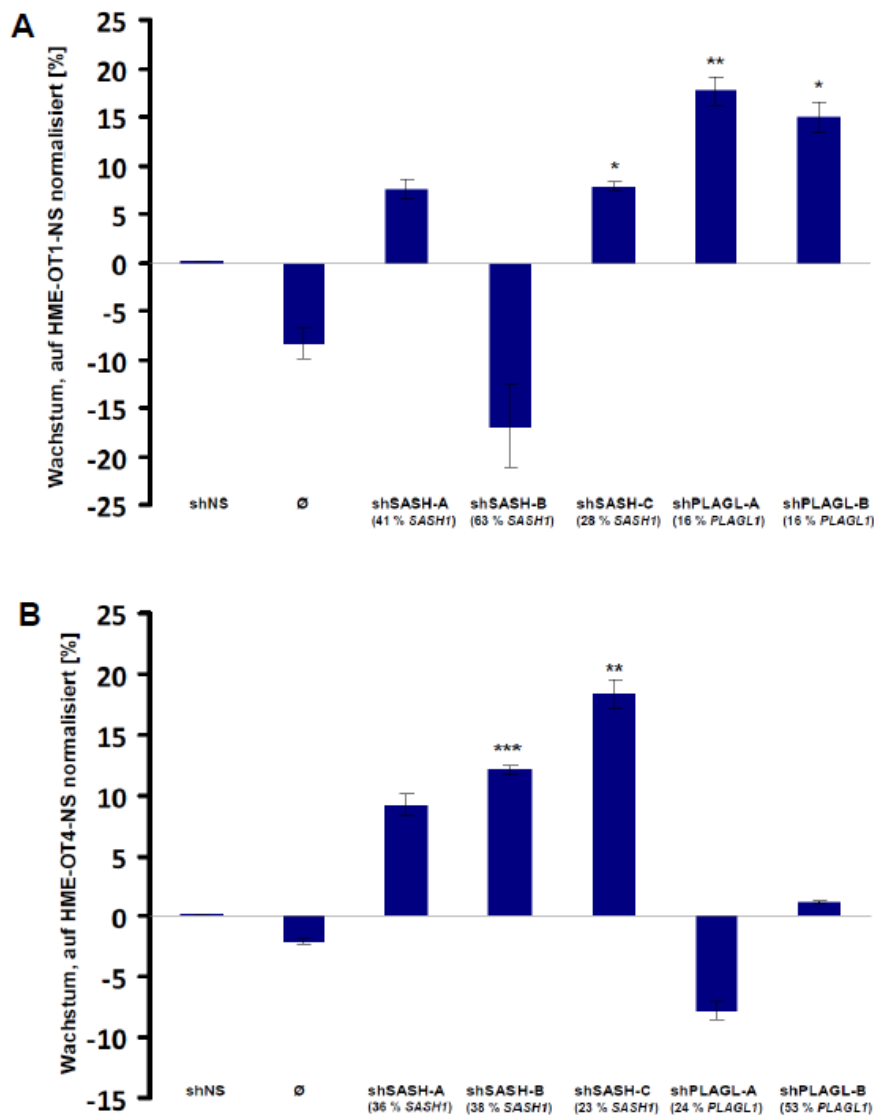 A
Wachstum, auf HME-OT1-NS normalisiert [%]
25
20
15
10
5
0
-5
-10
-15
-20
-25
*
**
*
shNS
Ø
shSASH-A
(41 % SASH1)
shSASH-B
(63 % SASH1)
shSASH-C
(28 % SASH1)
shPLAGL-A
(16 % PLAGL1)
shPLAGL-B
(16 % PLAGL1)
B
Wachstum, auf HME-OT4-NS normalisiert [%]
25
20
15
10
5
0
-5
-10
-15
***
**
shNS
Ø
shSASH-A
(36 % SASH1)
shSASH-B
(38 % SASH1)
shSASH-C
(23 % SASH1)
shPLAGL-A
(24 % PLAGL1)
shPLAGL-B
(53 % PLAGL1)